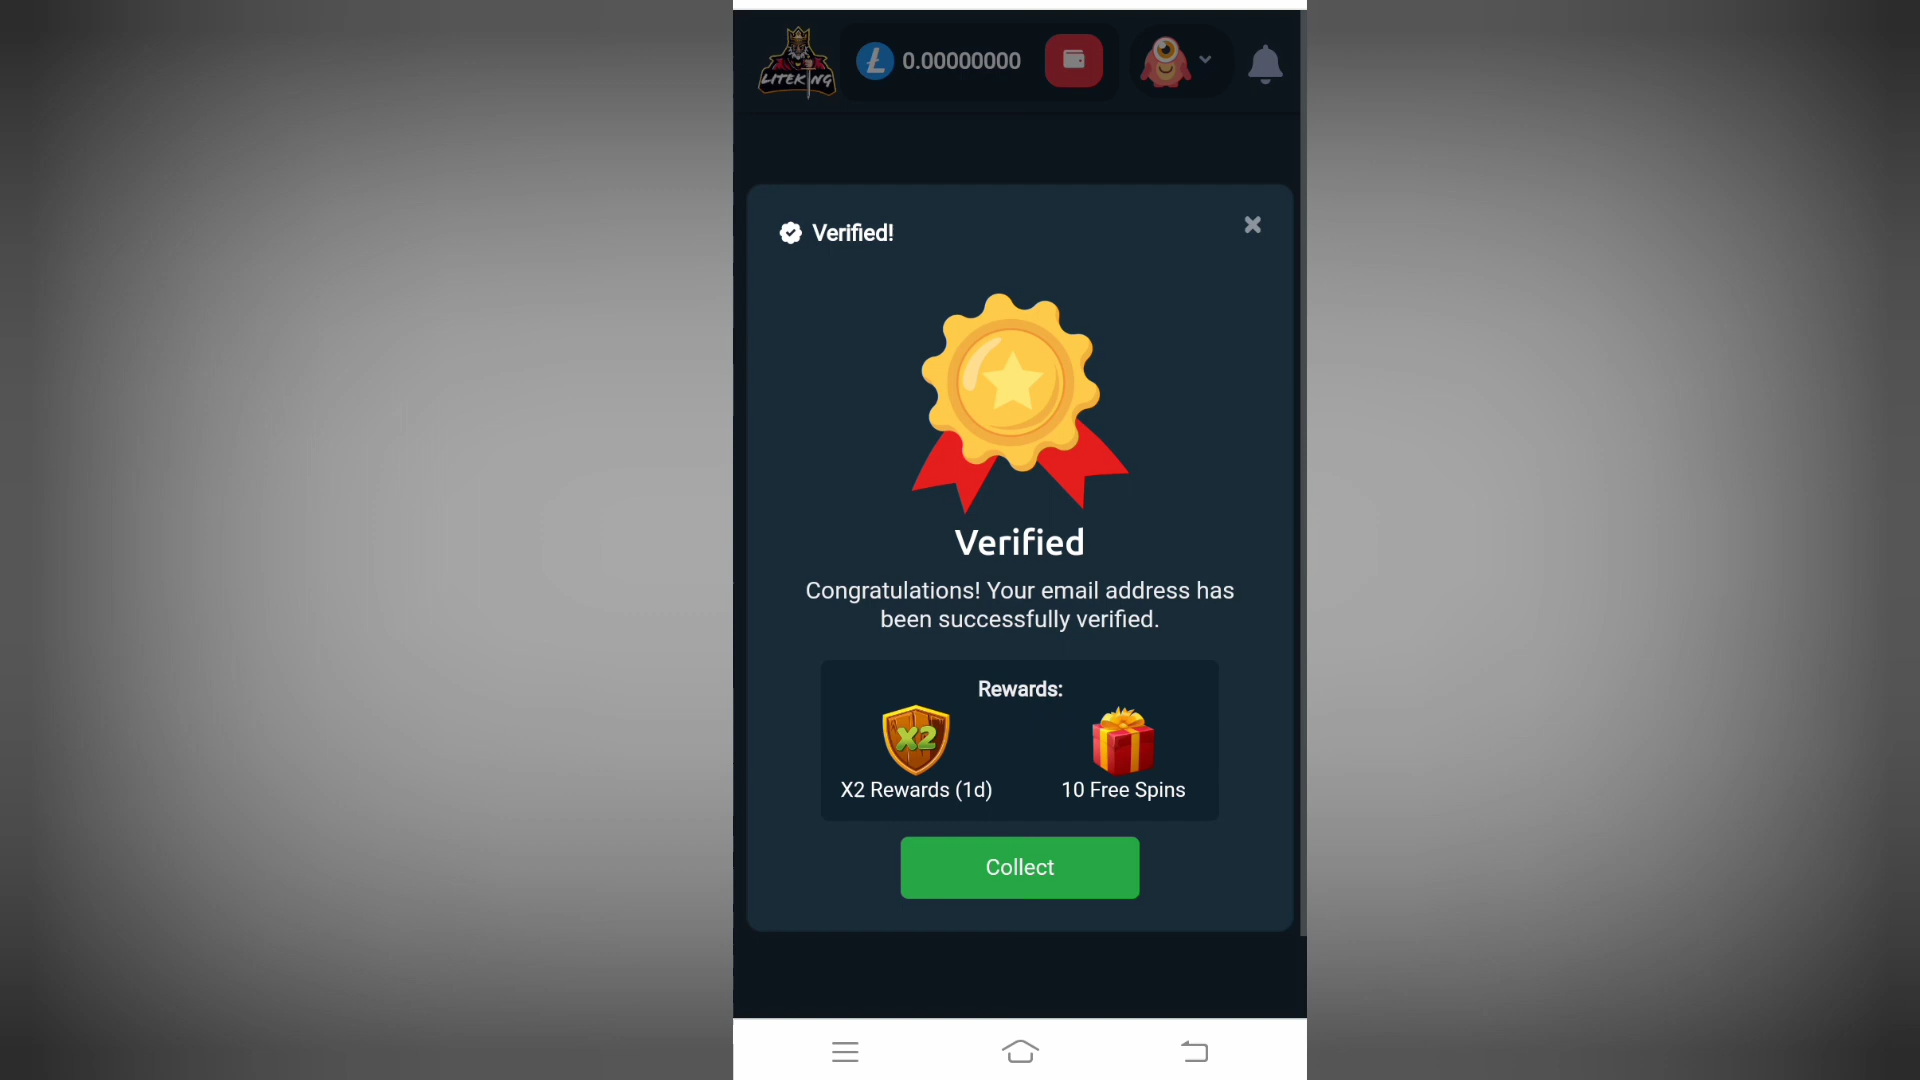 LITEKING
0.00000000
Verified!
Verified
Congratulations! Your email address has
been successfully verified.
Rewards:
X2
X2 Rewards (1d)
10 Free Spins
Collect